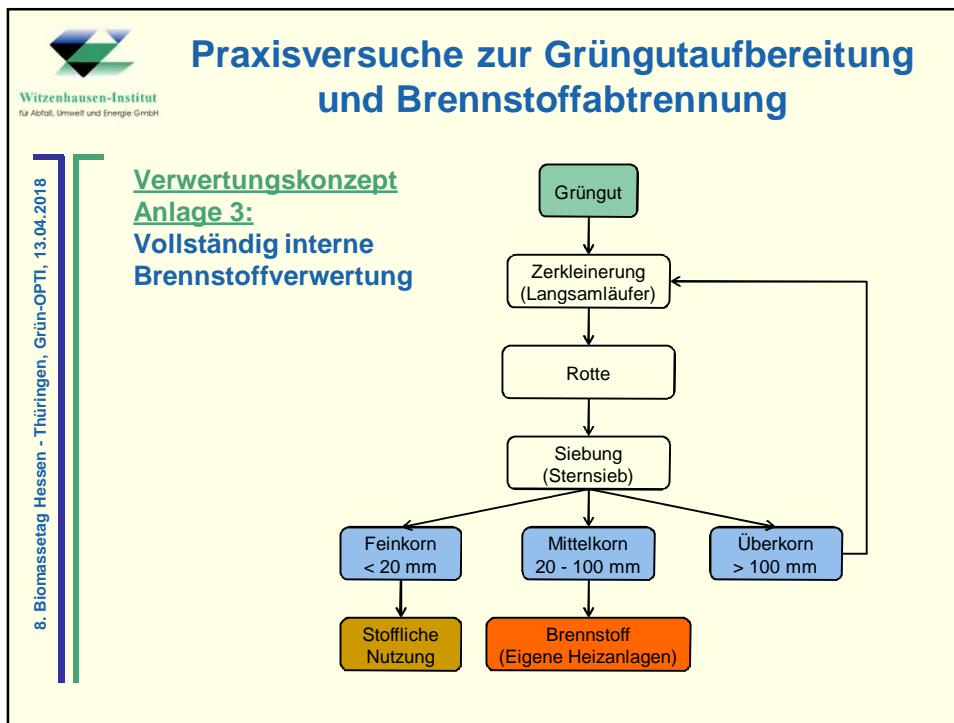 Witzenhausen-Institut
für Abfall, Umwelt und Energie GmbH
Praxisversuche zur Grüngutaufbereitung
und Brennstoffabtrennung
8. Biomassetag Hessen - Thüringen, Grün-OPTI, 13.04.2018
Verwertungskonzept
Anlage 3:
Vollständig interne
Brennstoffverwertung
Grüngut
Zerkleinerung
(Langsamläufer)
Rotte
Siebung
(Sternsieb)
Feinkorn
< 20 mm
Mittelkorn
20 - 100 mm
Überkorn
> 100 mm
Stoffliche
Nutzung
Brennstoff
(Eigene Heizanlagen)